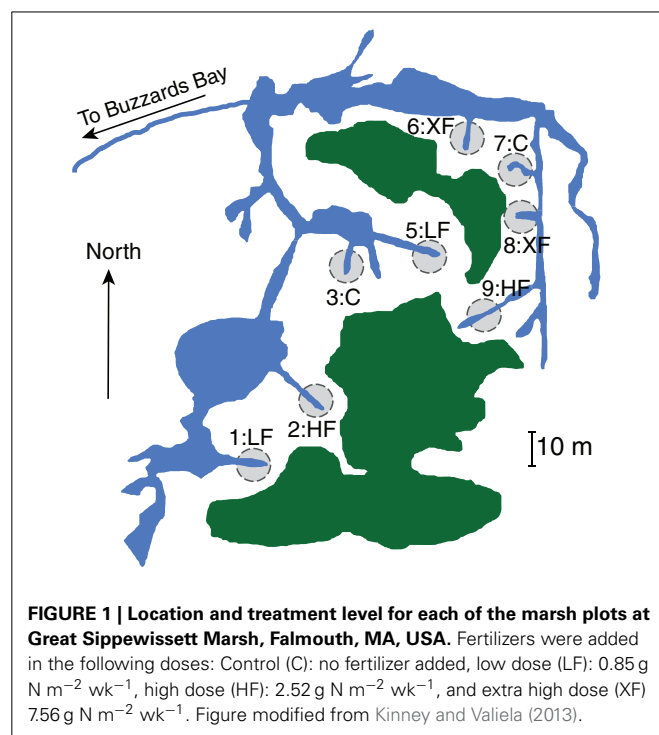 To Buzzards Bay
6:XF
7:C
5:LF
North
8:XF
3:C
9:HF
10 m
2:HF
1:LF
FIGURE 1 | Location and treatment level for each of the marsh plots at
Great Sippewissett Marsh, Falmouth, MA, USA. Fertilizers were added
in the following doses: Control (C): no fertilizer added, low dose (LF): 0.85 g
N m⁻² wk⁻¹, high dose (HF): 2.52 g N m⁻² wk⁻¹, and extra high dose (XF)
7.56 g N m⁻² wk⁻¹. Figure modified from Kinney and Valiela (2013).